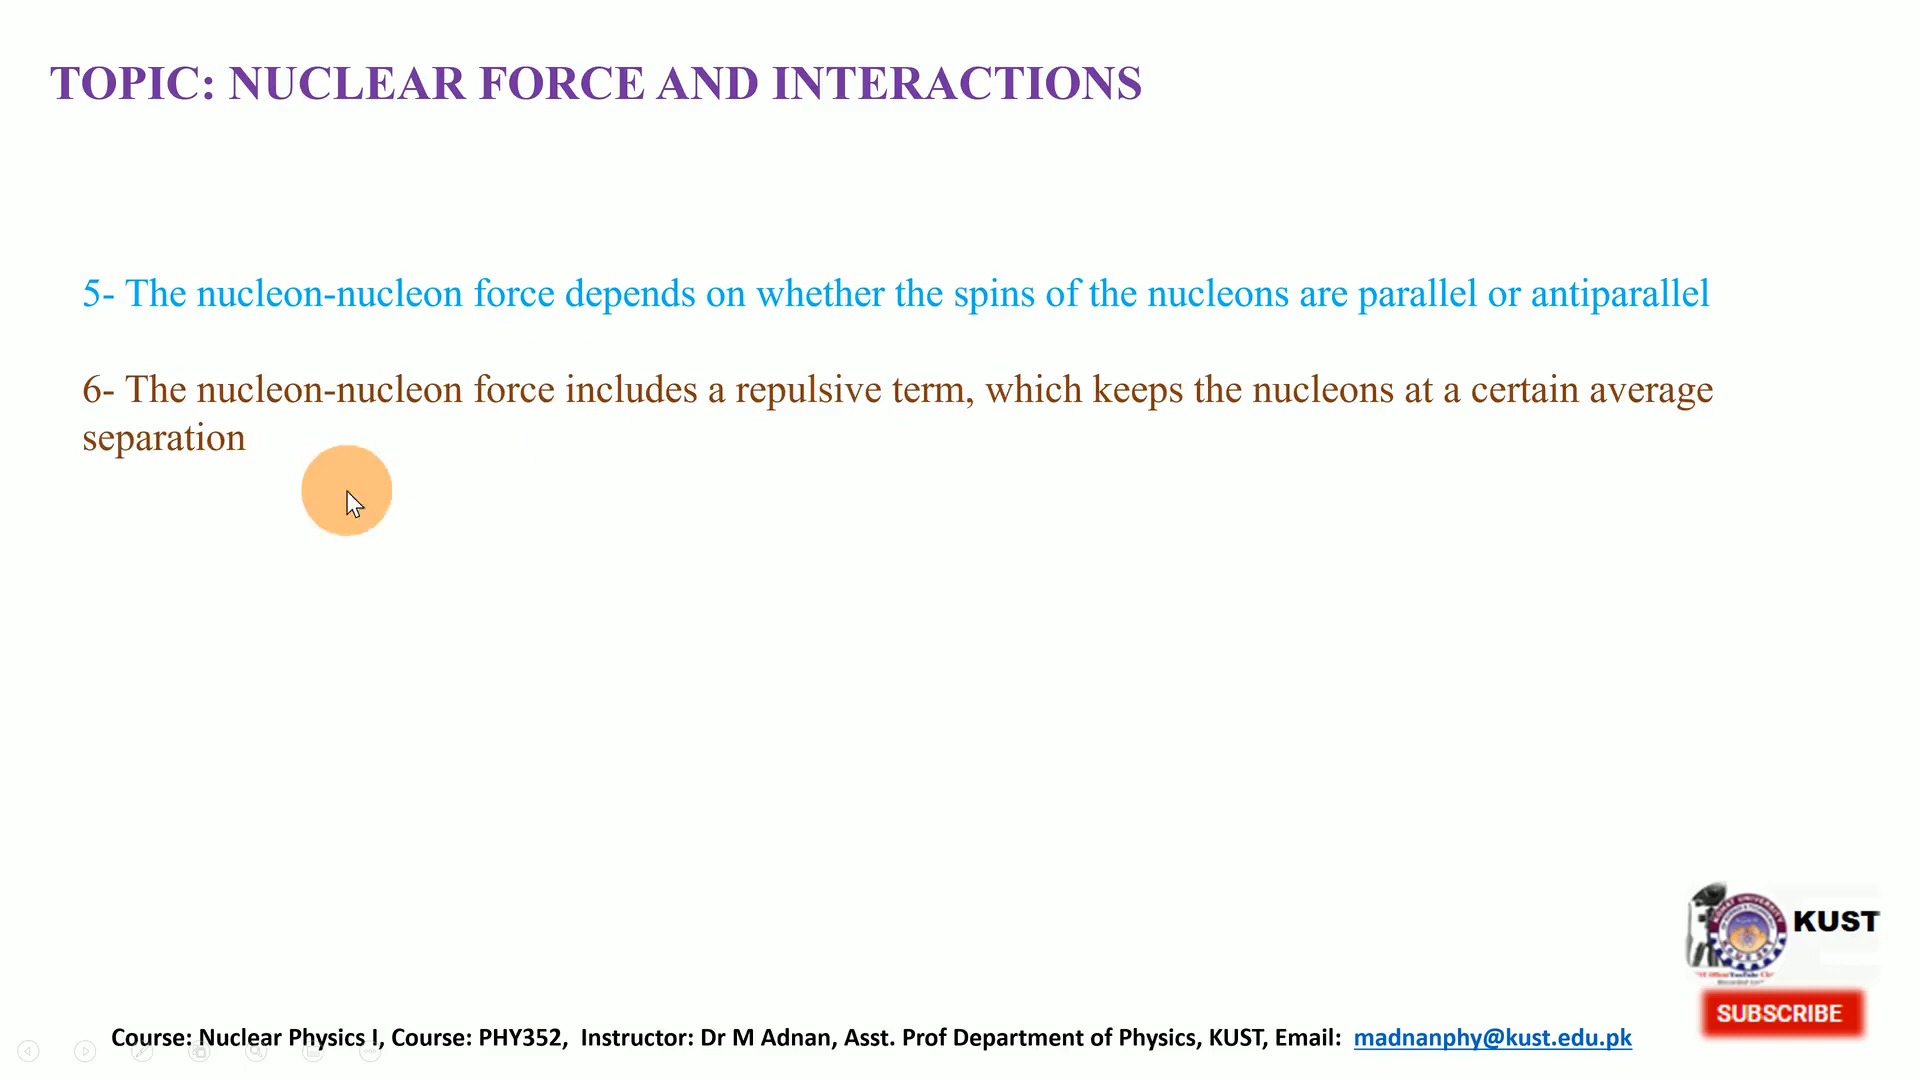 TOPIC: NUCLEAR FORCE AND INTERACTIONS
5- The nucleon-nucleon force depends on whether the spins of the nucleons are parallel or antiparallel
6- The nucleon-nucleon force includes a repulsive term, which keeps the nucleons at a certain average
separation
KUST
SUBSCRIBE
Course: Nuclear Physics I, Course: PHY352, Instructor: Dr M Adnan, Asst. Prof Department of Physics, KUST, Email: madnanphy@kust.edu.pk